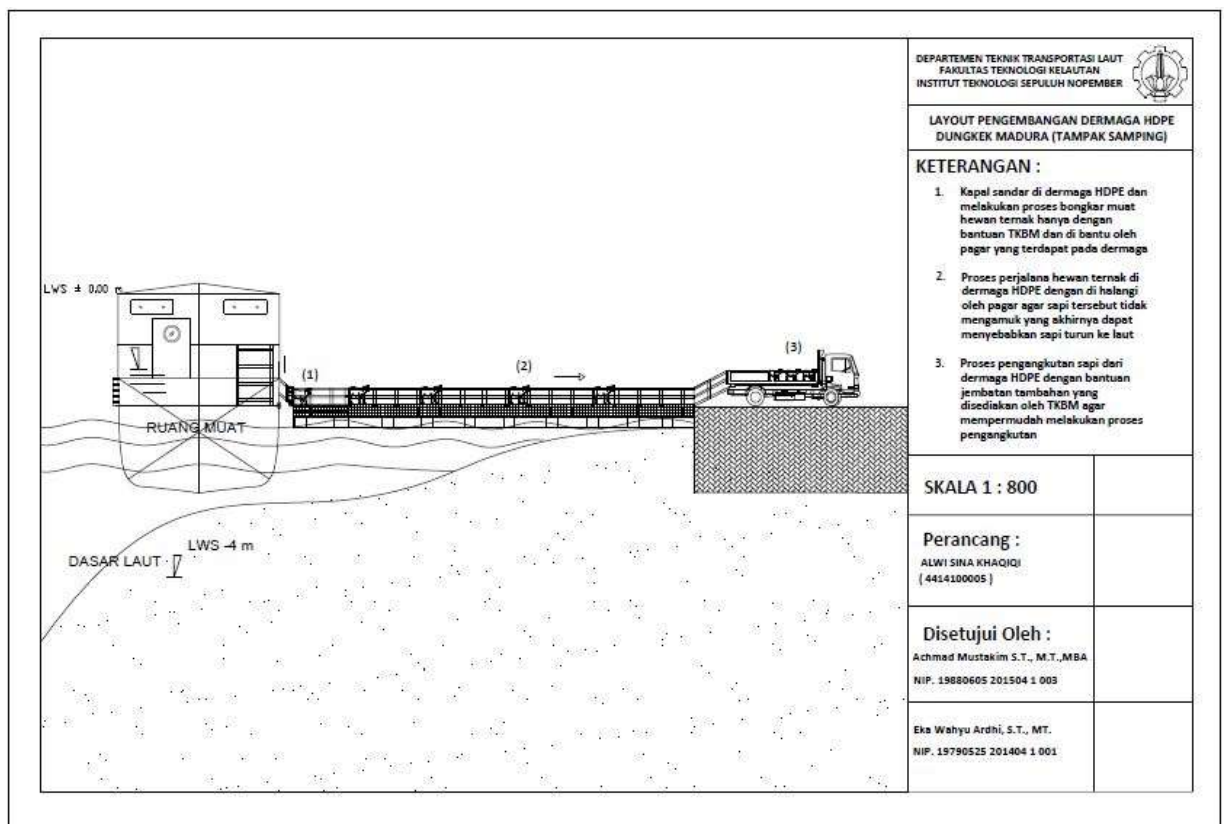 DEPARTEMEN TEKNIK TRANSPORTASI LAUT
FAKULTAS TEKNOLOGI KELAUTAN
INSTITUT TEKNOLOGI SEPULUH NOPEMBER
LAYOUT PENGEMBANGAN DERMAGA HDPE
DUNGKEK MADURA (TAMPAK SAMPING)
KETERANGAN :
1. Kapal sandar di dermaga HDPE dan
melakukan proses bongkar muat
hewan ternak hanya dengan
bantuan TKBM dan di bantu oleh
pagar yang terdapat pada dermaga
2. Proses perjalana hewan ternak di
dermaga HDPE dengan di halangi
oleh pagar agar sapi tersebut tidak
mengamuk yang akhirnya dapat
menyebabkan sapi turun ke laut
3. Proses pengangkutan sapi dari
dermaga HDPE dengan bantuan
jembatan tambahan yang
disediakan oleh TKBM agar
mempermudah melakukan proses
pengangkutan
SKALA 1 : 800
Perancang :
ALWI SINA KHAQIQI
( 4414100005 )
Disetujui Oleh :
Achmad Mustakim S.T., M.T.,MBA
NIP. 19880605 201504 1 003
Eka Wahyu Ardhi, S.T., MT.
NIP. 19790525 201404 1 001
LWS ± 0.00
(1)
(2)
(3)
RUANG MUAT
LWS -4 m
DASAR LAUT